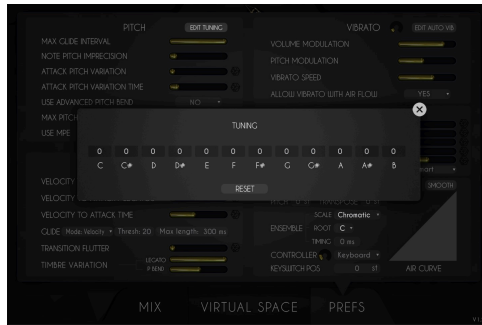 PITCH
EDIT TUNING
MAX GLIDE INTERVAL
NOTE PITCH IMPRECISION
ATTACK PITCH VARIATION
ATTACK PITCH VARIATION TIME
USE ADVANCED PITCH BEND NO
MAX PITCH
USE MPE
VIBRATO
EDIT AUTO VIB
VOLUME MODULATION
PITCH MODULATION
VIBRATO SPEED
ALLOW VIBRATO WITH AIR FLOW YES
TUNING
0 0 0 0 0 0 0 0 0 0 0 0
C C# D D# E F F# G G# A A# B
RESET
VELOCITY
VELOCITY
VELOCITY TO ATTACK TIME
GLIDE Mode: Velocity Thresh: 20 Max length: 300 ms
TRANSITION FLUTTER
TIMBRE VARIATION
LEGATO
P. BEND
SMOOTH
TRANSPOSE
SCALE Chromatic
ENSEMBLE ROOT C
TIMING 0 ms
CONTROLLER Keyboard
KEYSWITCH POS 0 st
AIR CURVE
MIX VIRTUAL SPACE PREFS